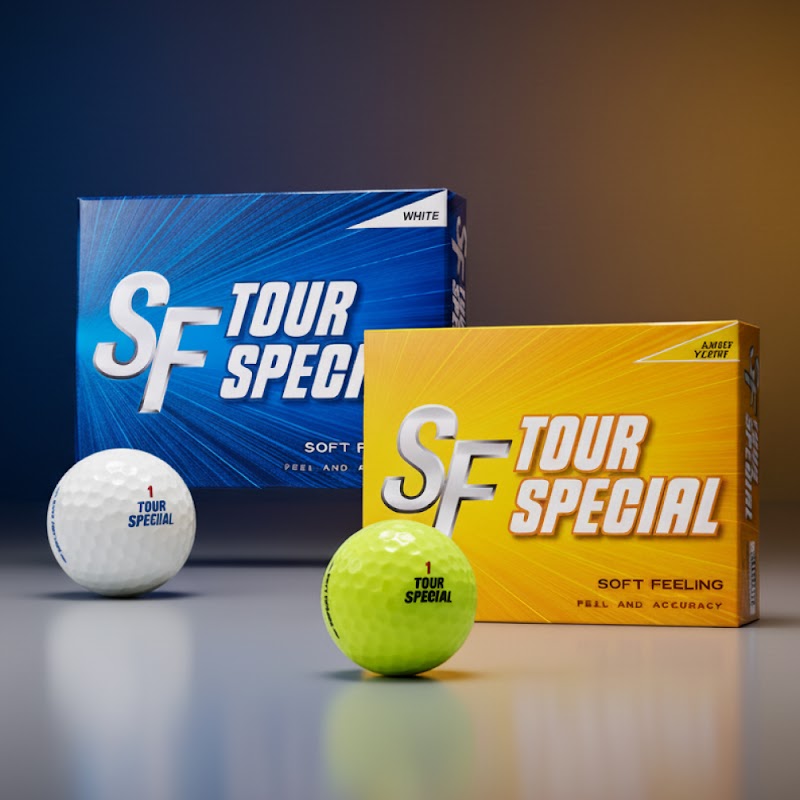 WHITE
SF TOUR
SPECI
SOFT F
PEEL AND A
SF TOUR
SPECIAL
SOFT FEELING
PEEL AND ACCURACY
1
TOUR
SPECIIAL
1
TOUR
SPECIAL